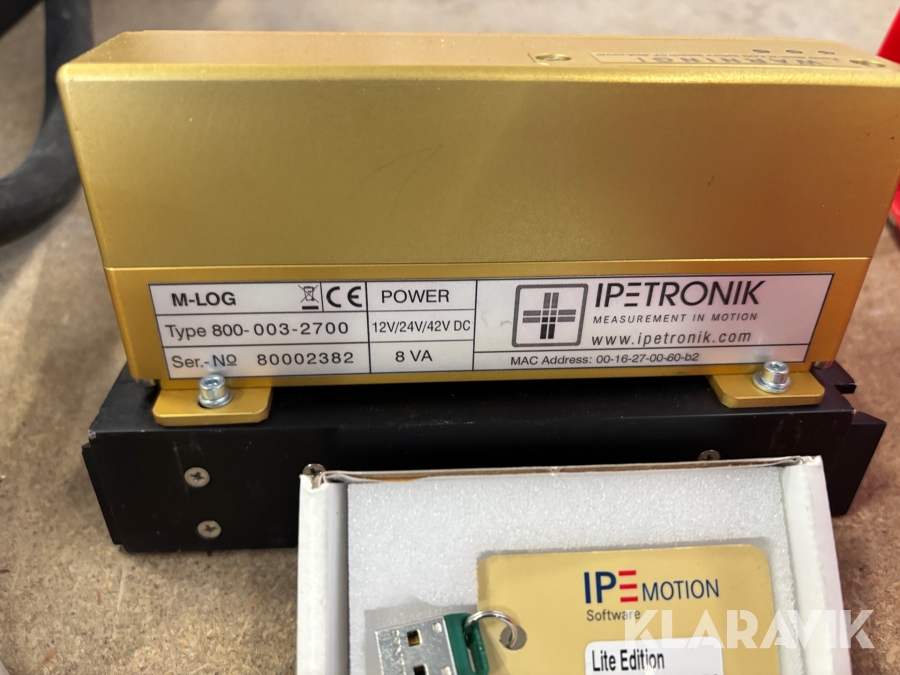 WARNING!
M-LOG
CE
POWER
Type 800-003-2700
12V/24V/42V DC
Ser.-Nº 80002382
8 VA
IPETRONIK
MEASUREMENT IN MOTION
www.ipetronik.com
MAC Address: 00-16-27-00-60-b2
IPEMOTION
Software
Lite Edition
KLARAVIK